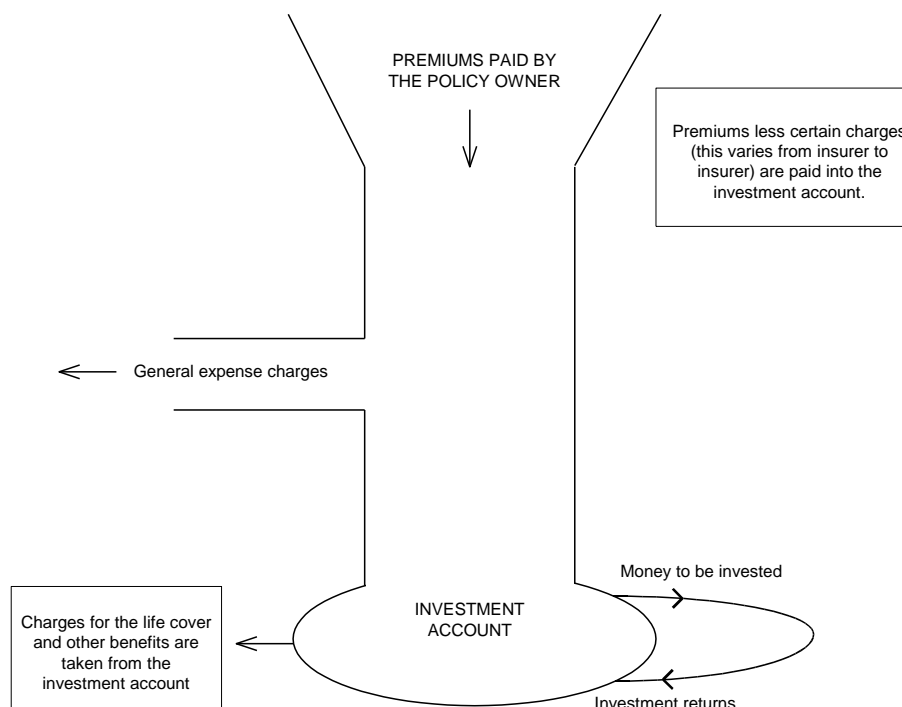 PREMIUMS PAID BY
THE POLICY OWNER
Premiums less certain charges
(this varies from insurer to
insurer) are paid into the
investment account.
General expense charges
Money to be invested
INVESTMENT
ACCOUNT
Charges for the life cover
and other benefits are
taken from the
investment account
Investment returns